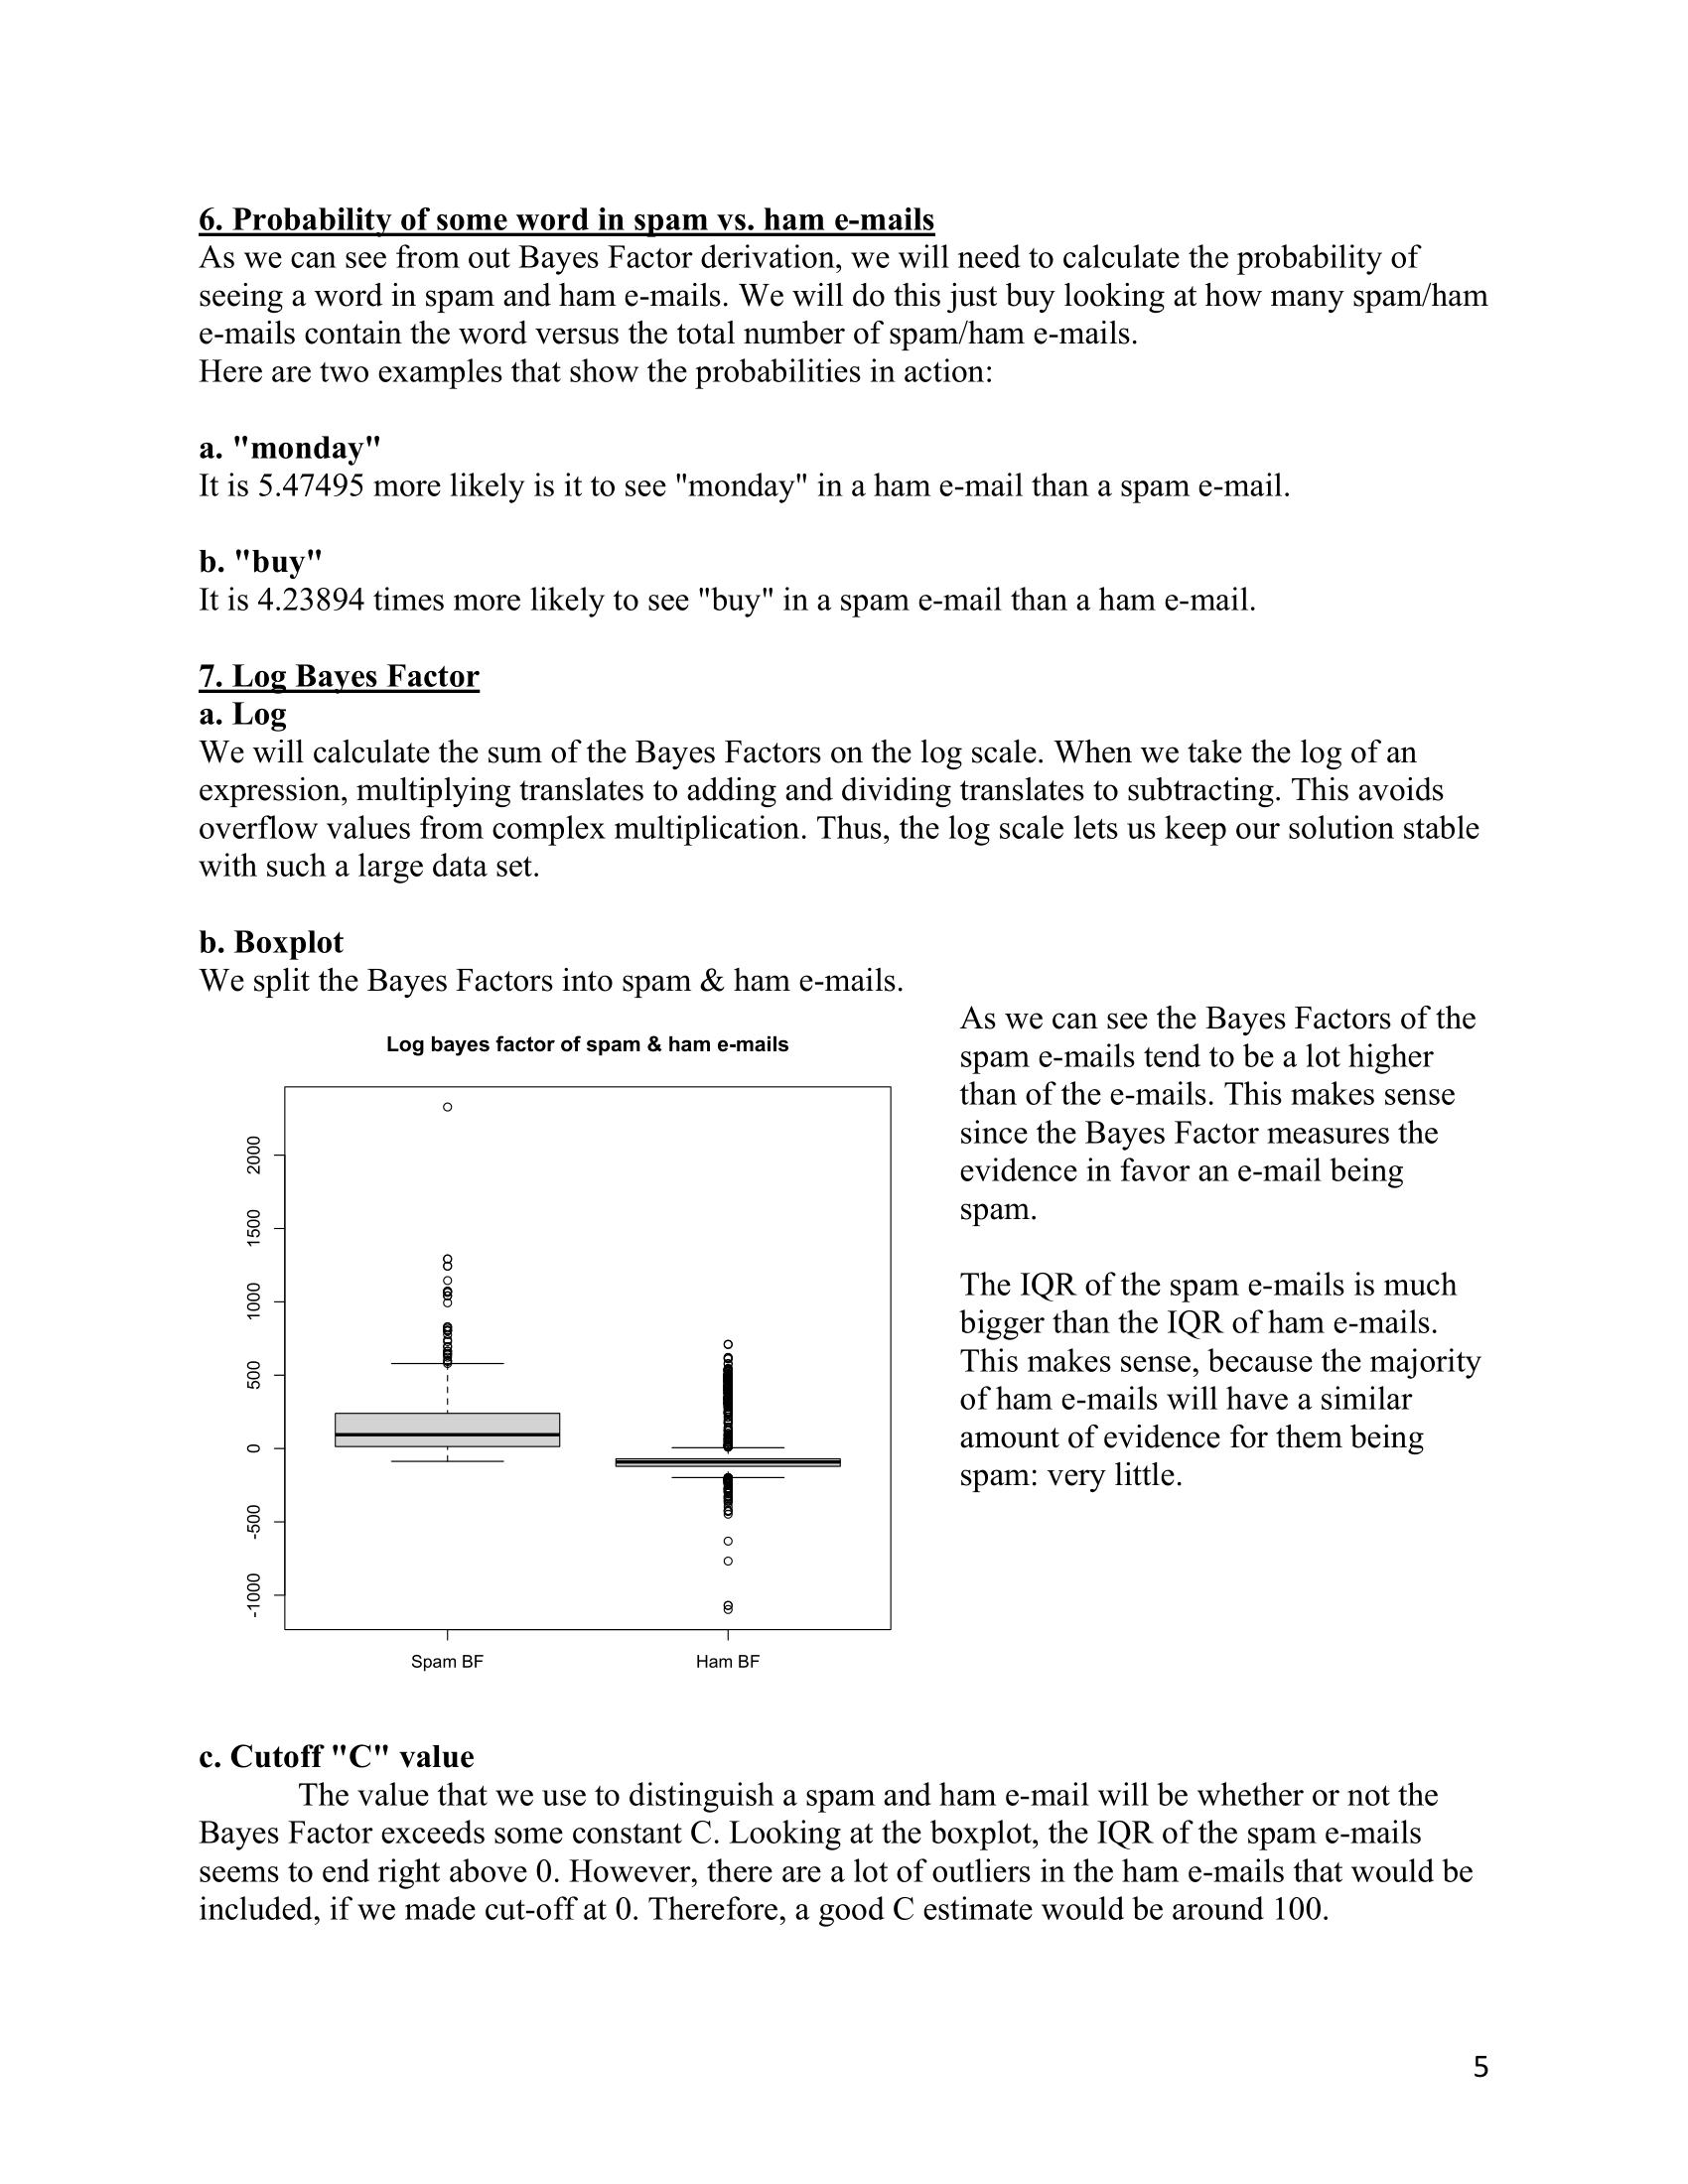 6. Probability of some word in spam vs. ham e-mails
As we can see from out Bayes Factor derivation, we will need to calculate the probability of
seeing a word in spam and ham e-mails. We will do this just buy looking at how many spam/ham
e-mails contain the word versus the total number of spam/ham e-mails.
Here are two examples that show the probabilities in action:
a. "monday"
It is 5.47495 more likely is it to see "monday" in a ham e-mail than a spam e-mail.
b. "buy"
It is 4.23894 times more likely to see "buy" in a spam e-mail than a ham e-mail.
7. Log Bayes Factor
a. Log
We will calculate the sum of the Bayes Factors on the log scale. When we take the log of an
expression, multiplying translates to adding and dividing translates to subtracting. This avoids
overflow values from complex multiplication. Thus, the log scale lets us keep our solution stable
with such a large data set.
b. Boxplot
We split the Bayes Factors into spam & ham e-mails.
Log bayes factor of spam & ham e-mails
2000
1500
1000
500
0
-500
-1000
Spam BF
Ham BF
As we can see the Bayes Factors of the
spam e-mails tend to be a lot higher
than of the e-mails. This makes sense
since the Bayes Factor measures the
evidence in favor an e-mail being
spam.
The IQR of the spam e-mails is much
bigger than the IQR of ham e-mails.
This makes sense, because the majority
of ham e-mails will have a similar
amount of evidence for them being
spam: very little.
c. Cutoff "C" value
The value that we use to distinguish a spam and ham e-mail will be whether or not the
Bayes Factor exceeds some constant C. Looking at the boxplot, the IQR of the spam e-mails
seems to end right above 0. However, there are a lot of outliers in the ham e-mails that would be
included, if we made cut-off at 0. Therefore, a good C estimate would be around 100.
5